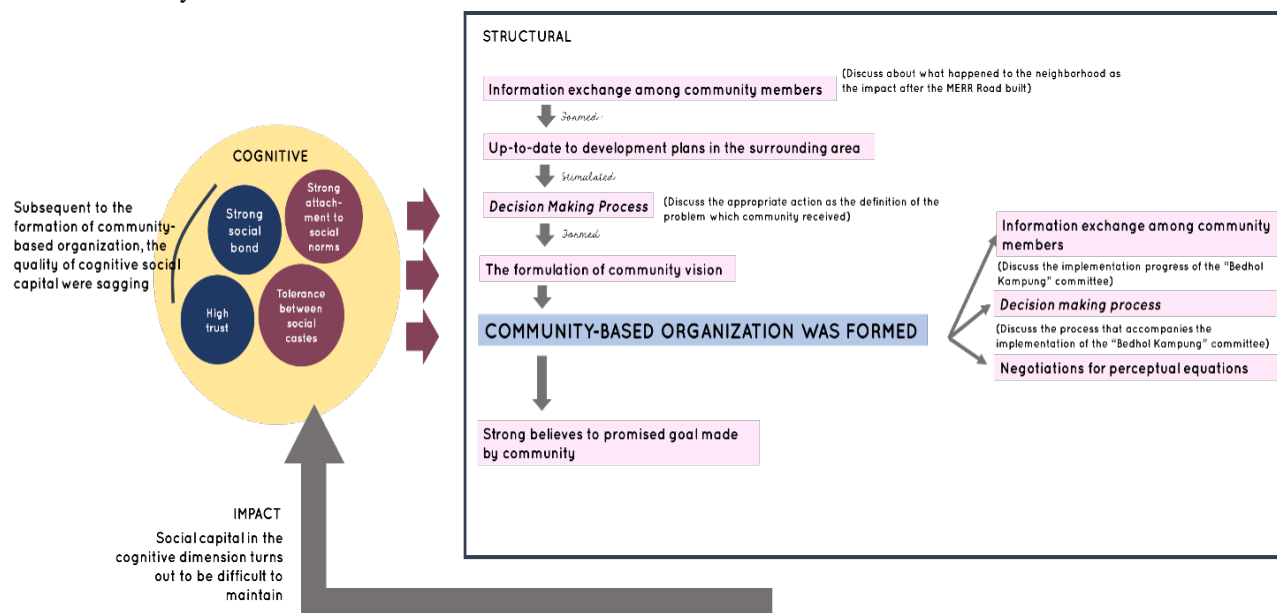 COGNITIVE
Strong
social
bond
Strong
attach-
ment to
social
norms
High
trust
Tolerance
between
social
castes
Subsequent to the
formation of community-
based organization, the
quality of cognitive social
capital were sagging
IMPACT
Social capital in the
cognitive dimension turns
out to be difficult to
maintain
STRUCTURAL
Information exchange among community members
(Discuss about what happened to the neighborhood as
the impact after the MERR Road built)
Formed
Up-to-date to development plans in the surrounding area
Stimulated
Decision Making Process
(Discuss the appropriate action as the definition of the
problem which community received)
Formed
The formulation of community vision
COMMUNITY-BASED ORGANIZATION WAS FORMED
Strong believes to promised goal made
by community
Information exchange among community
members
(Discuss the implementation progress of the "Bedhol
Kampung" committee)
Decision making process
(Discuss the process that accompanies the
implementation of the "Bedhol Kampung" committee)
Negotiations for perceptual equations